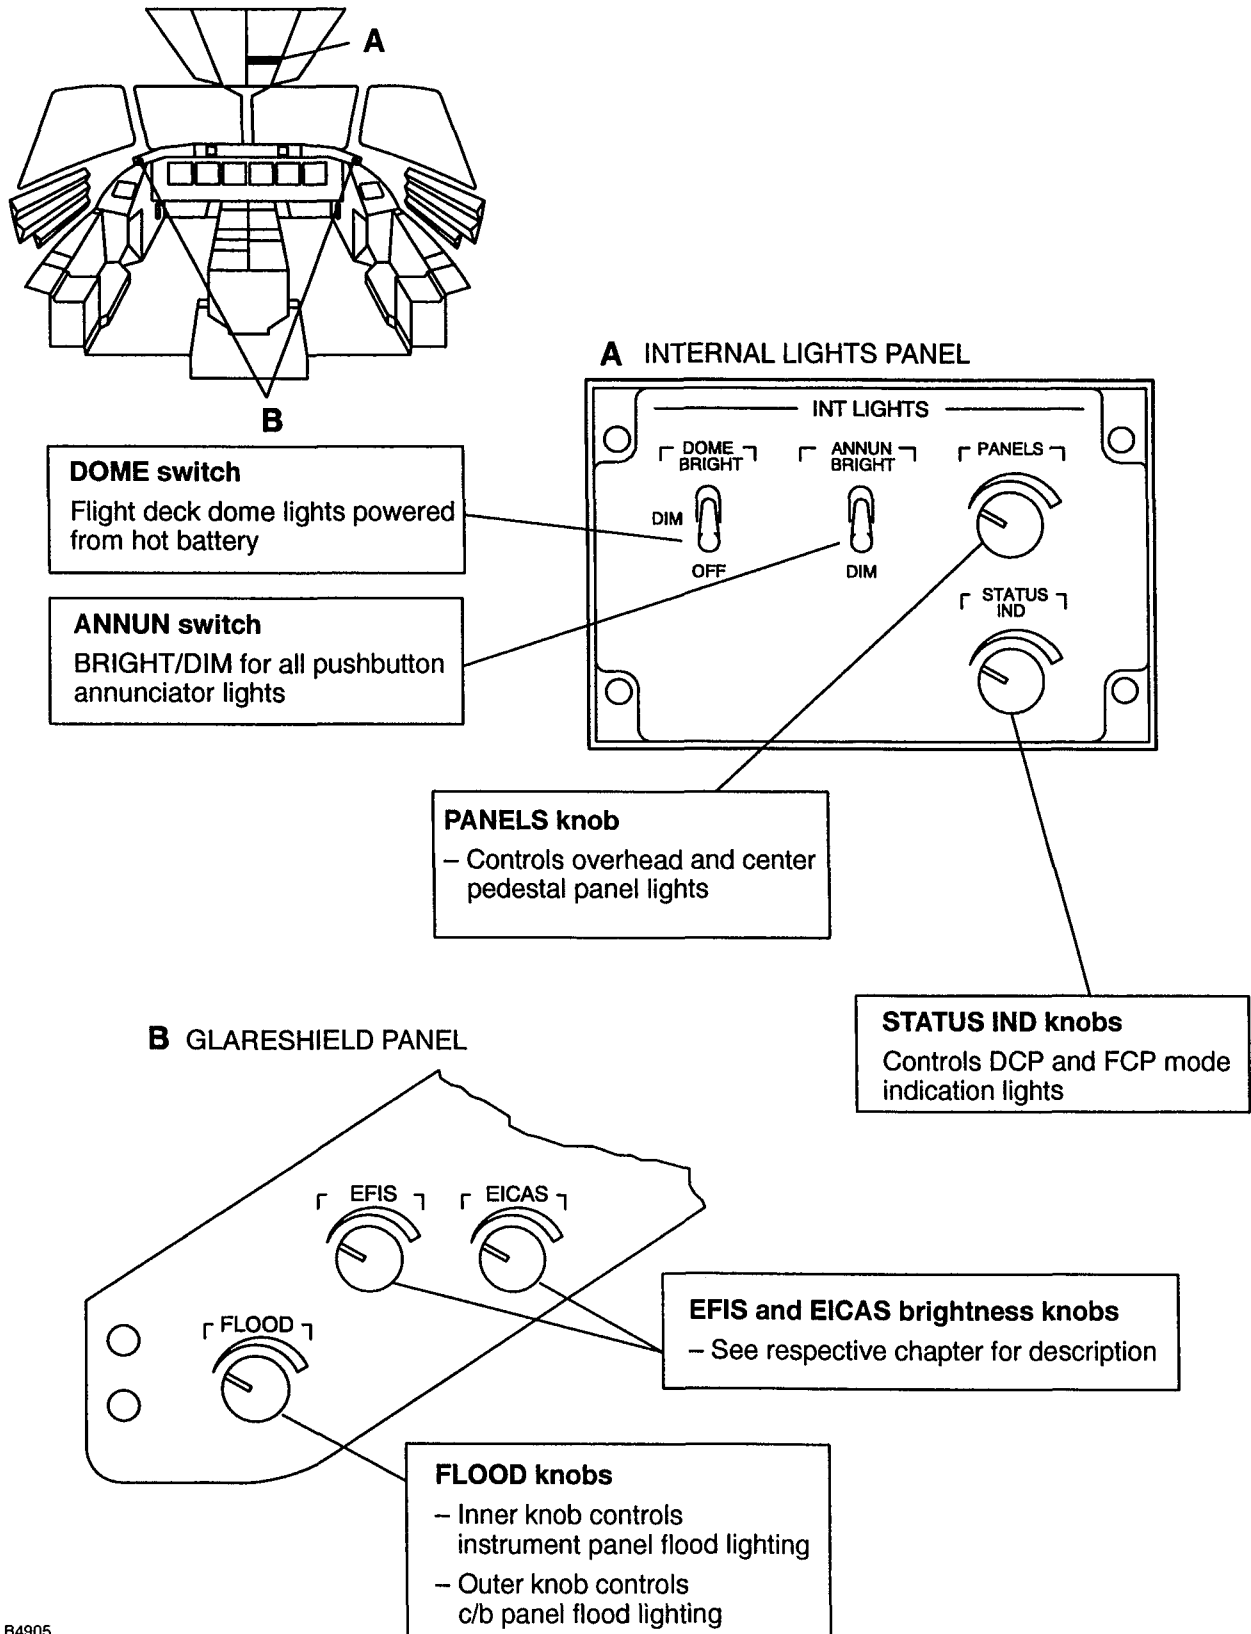 A
B
A INTERNAL LIGHTS PANEL
INT LIGHTS
DOME
BRIGHT
DIM
OFF
ANNUN
BRIGHT
DIM
PANELS
STATUS
IND
DOME switch
Flight deck dome lights powered
from hot battery
ANNUN switch
BRIGHT/DIM for all pushbutton
annunciator lights
PANELS knob
– Controls overhead and center
pedestal panel lights
STATUS IND knobs
Controls DCP and FCP mode
indication lights
B GLARESHIELD PANEL
EFIS
EICAS
FLOOD
EFIS and EICAS brightness knobs
– See respective chapter for description
FLOOD knobs
– Inner knob controls
instrument panel flood lighting
– Outer knob controls
c/b panel flood lighting
B4905